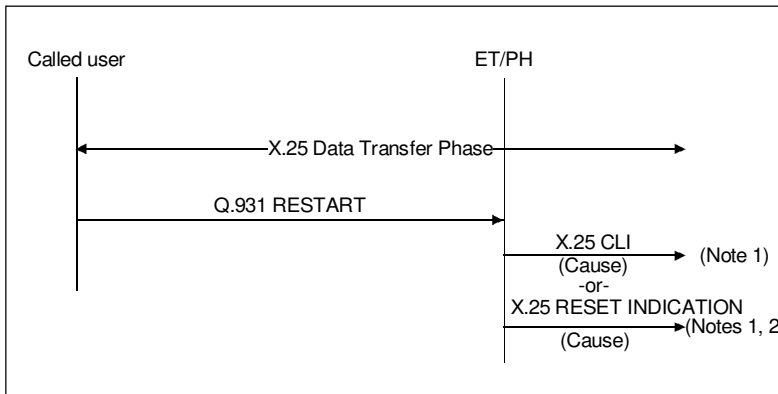 Called user
ET/PH
X.25 Data Transfer Phase
Q.931 RESTART
X.25 CLI
(Note 1)
(Cause)
-or-
X.25 RESET INDICATION
(Notes 1, 2
(Cause)